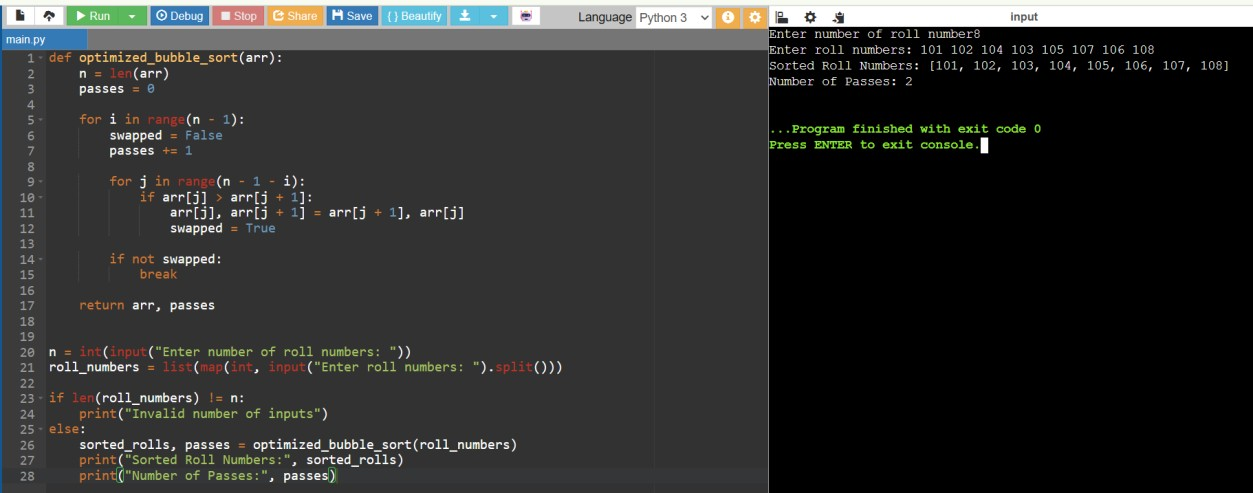 Run Debug Stop Share Save { } Beautify Language Python 3 input
main.py
1 def optimized_bubble_sort(arr):
2 n = len(arr)
3 passes = 0
4
5 for i in range(n - 1):
6 swapped = False
7 passes += 1
8
9 for j in range(n - 1 - i):
10 if arr[j] > arr[j + 1]:
11 arr[j], arr[j + 1] = arr[j + 1], arr[j]
12 swapped = True
13
14 if not swapped:
15 break
16
17 return arr, passes
18
19
20 n = int(input("Enter number of roll numbers: "))
21 roll_numbers = list(map(int, input("Enter roll numbers: ").split()))
22
23 if len(roll_numbers) != n:
24 print("Invalid number of inputs")
25 else:
26 sorted_rolls, passes = optimized_bubble_sort(roll_numbers)
27 print("Sorted Roll Numbers:", sorted_rolls)
28 print("Number of Passes:", passes)
Enter number of roll number8
Enter roll numbers: 101 102 104 103 105 107 106 108
Sorted Roll Numbers: [101, 102, 103, 104, 105, 106, 107, 108]
Number of Passes: 2
...Program finished with exit code 0
Press ENTER to exit console.